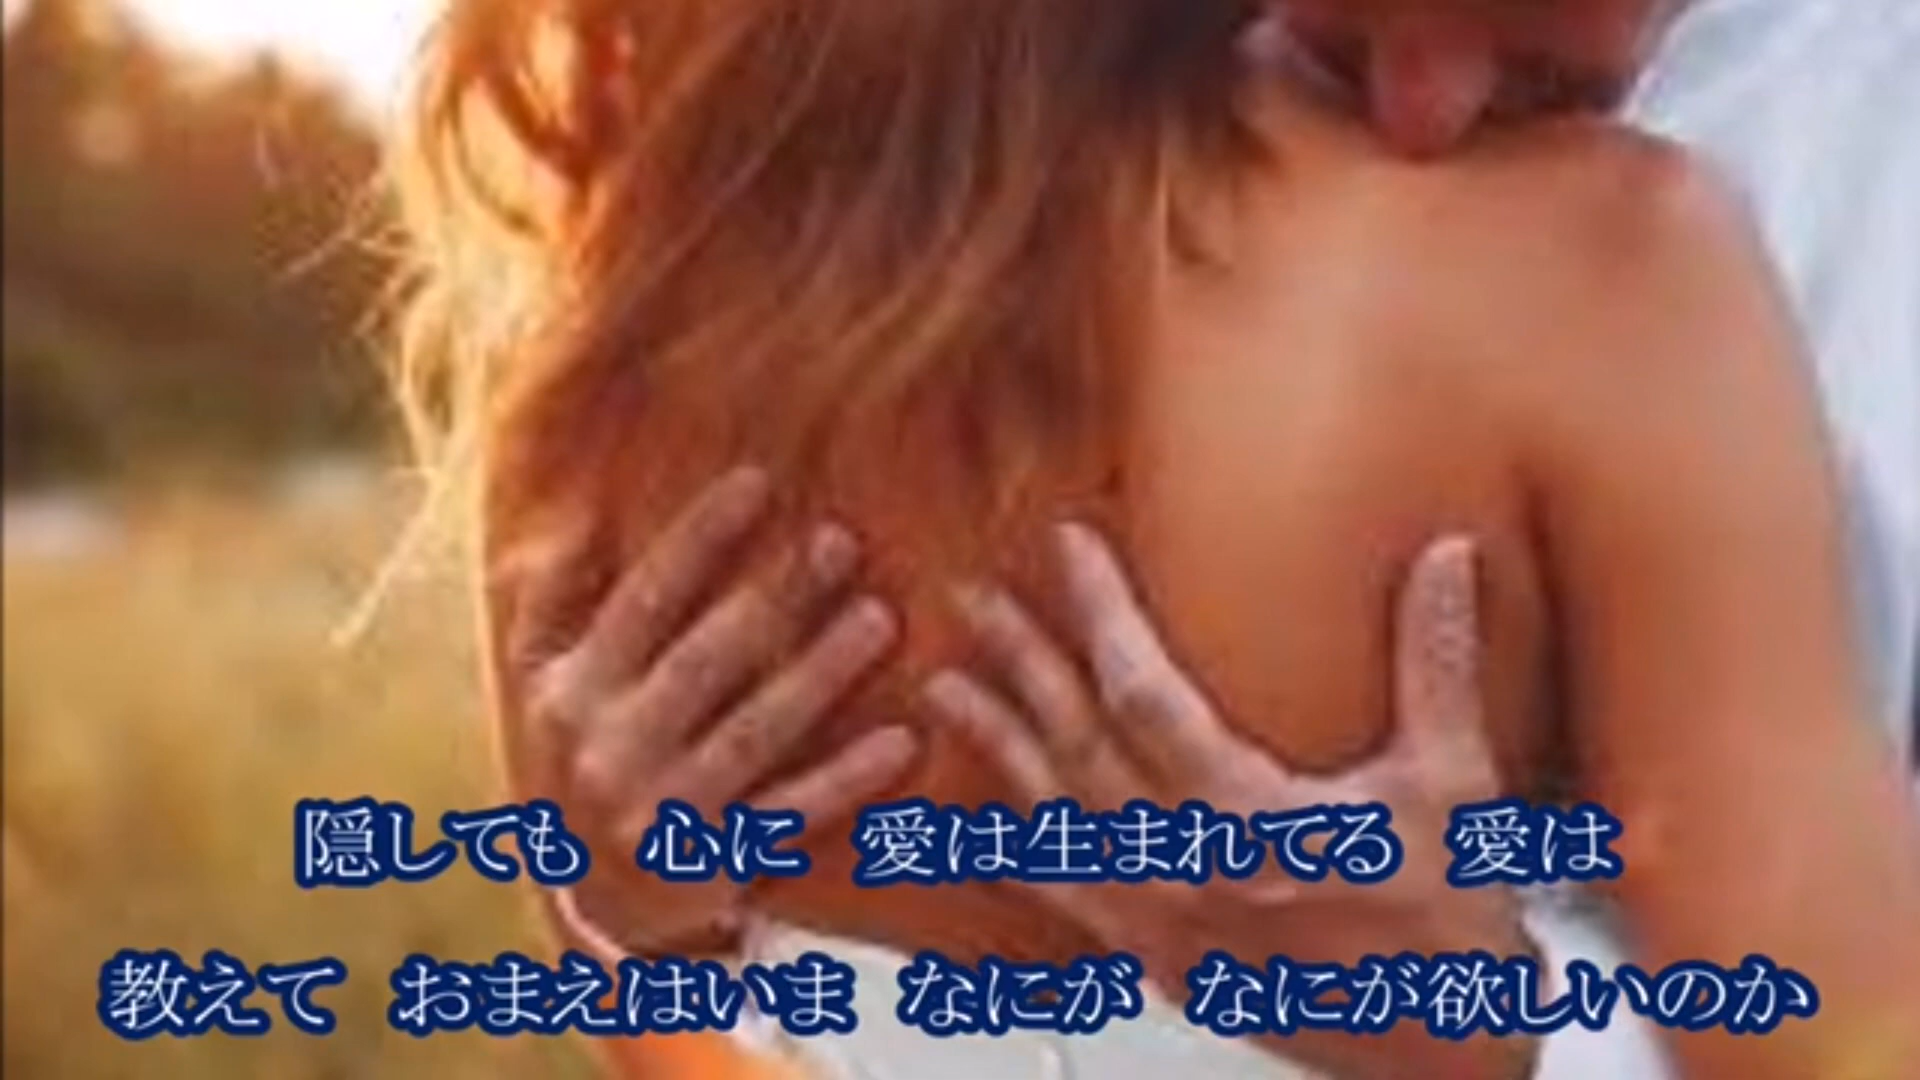 隠しても　心に　愛は生まれてる　愛は
教えて　おまえはいま　なにが　なにが欲しいのか